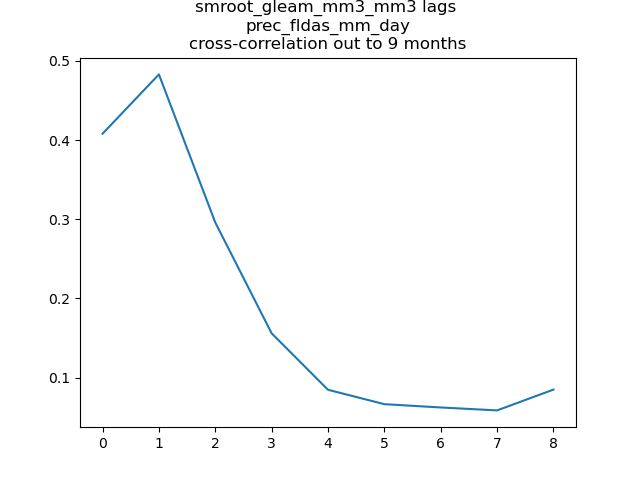 smroot_gleam_mm3_mm3 lags
prec_fldas_mm_day
cross-correlation out to 9 months
0.5
0.4
0.3
0.2
0.1
0 1 2 3 4 5 6 7 8